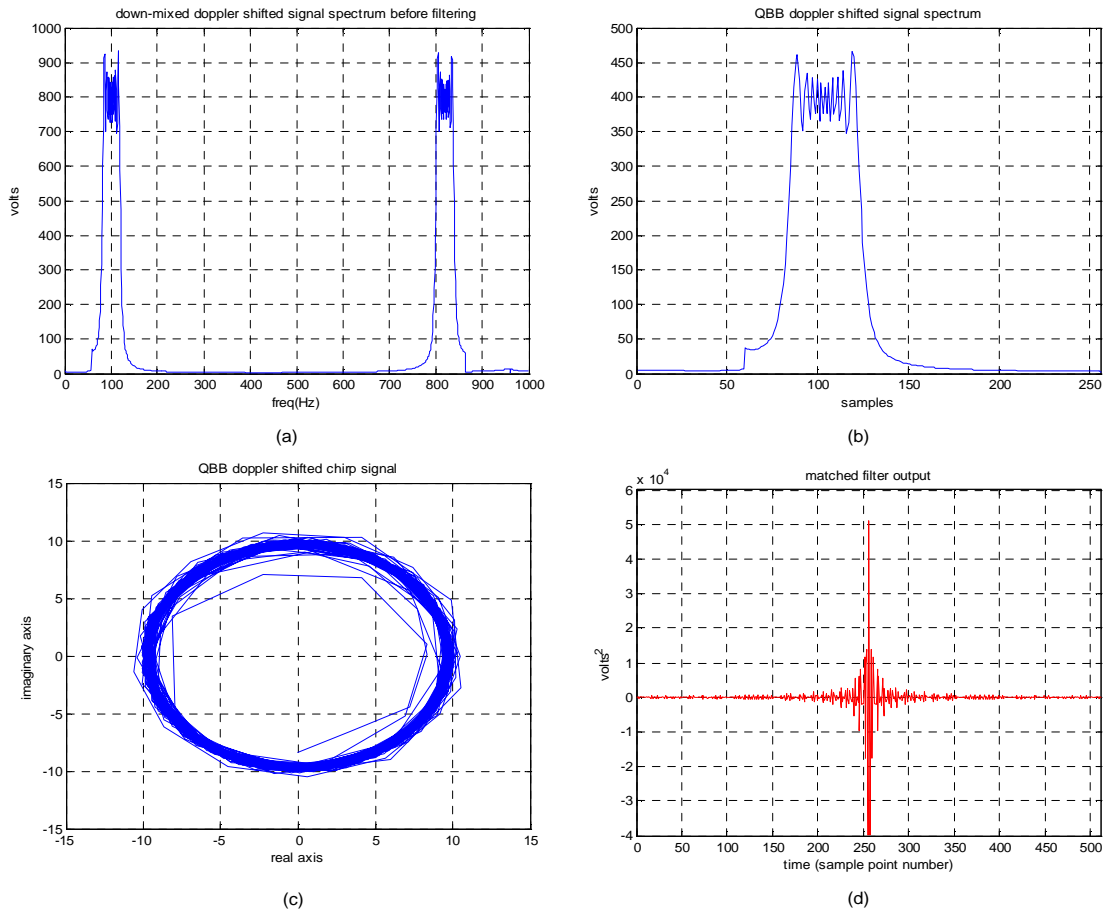 down-mixed doppler shifted signal spectrum before filtering
1000
900
800
700
600
500
400
300
200
100
0
volts
0 100 200 300 400 500 600 700 800 900 1000
freq(Hz)
(a)
QBB doppler shifted signal spectrum
500
450
400
350
300
250
200
150
100
50
0
volts
0 50 100 150 200 250
samples
(b)
QBB doppler shifted chirp signal
15
10
5
0
-5
-10
-15
imaginary axis
-15 -10 -5 0 5 10 15
real axis
(c)
matched filter output
x 10^4
6
5
4
3
2
1
0
-1
-2
-3
-4
volts^2
0 50 100 150 200 250 300 350 400 450 500
time (sample point number)
(d)